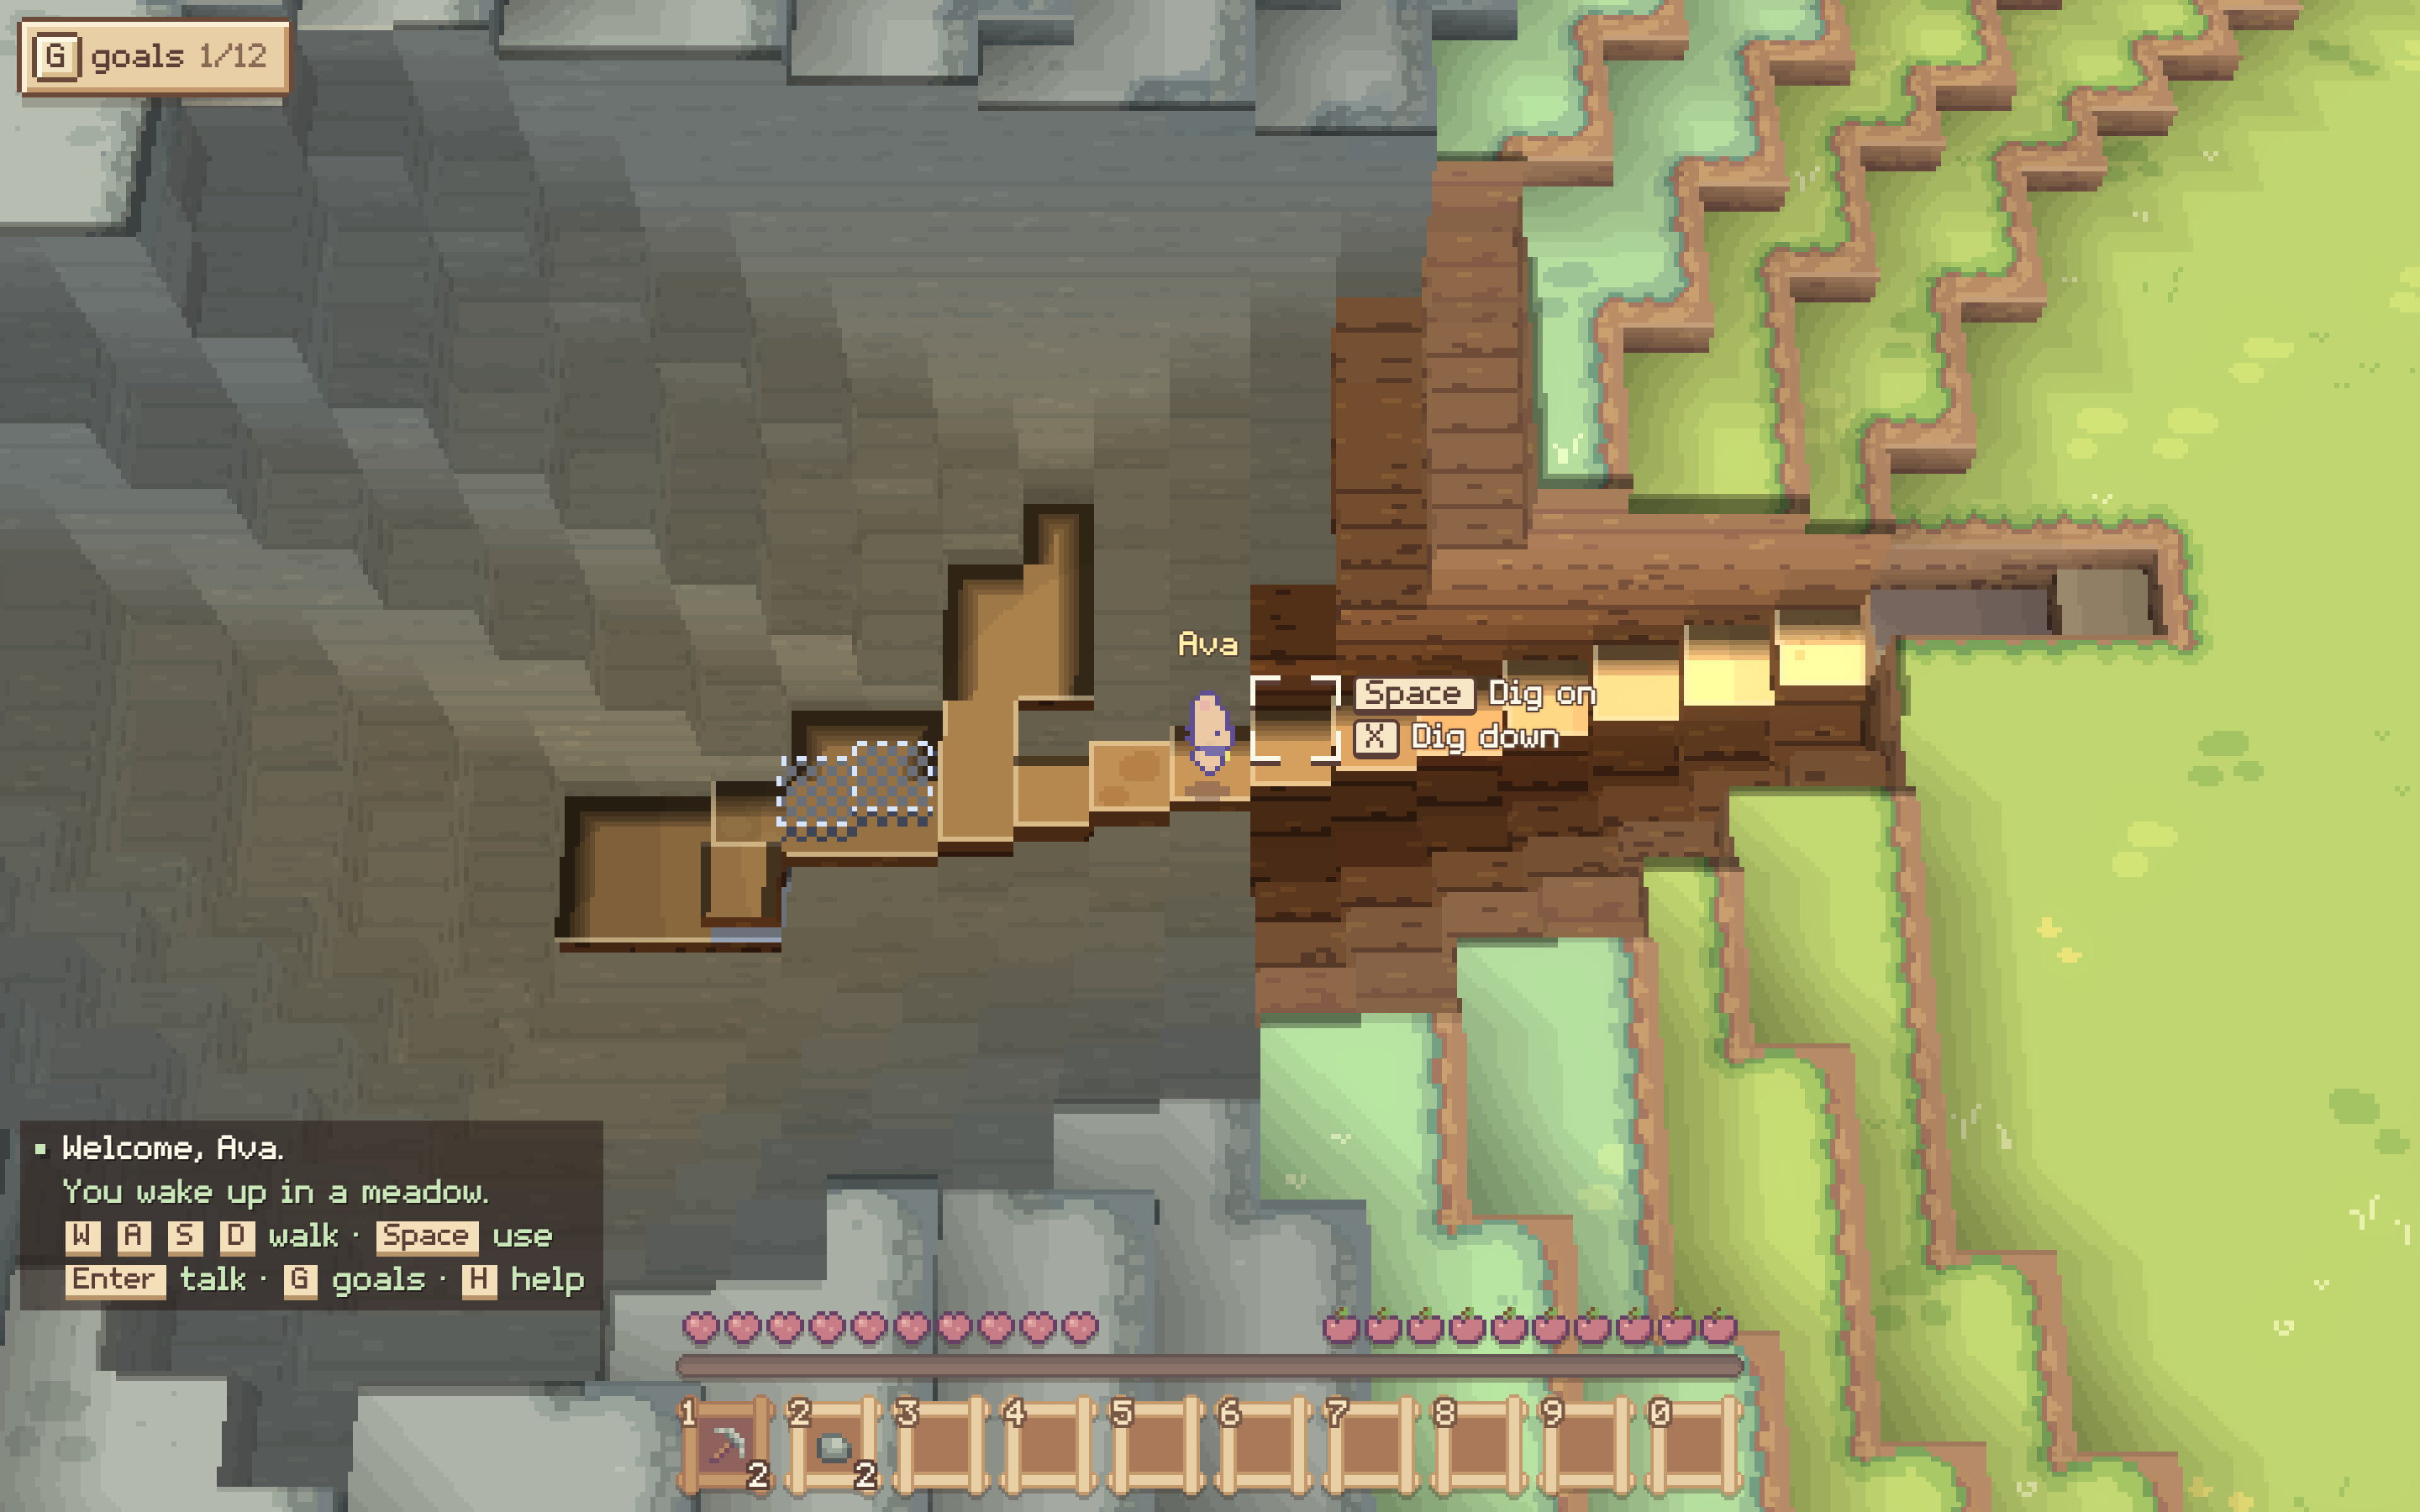 G goals 1/12
Ava
Space Dig on
X Dig down
Welcome, Ava.
You wake up in a meadow.
W A S D walk · Space use
Enter talk · G goals · H help
1 2 3 4 5 6 7 8 9 0
2 2